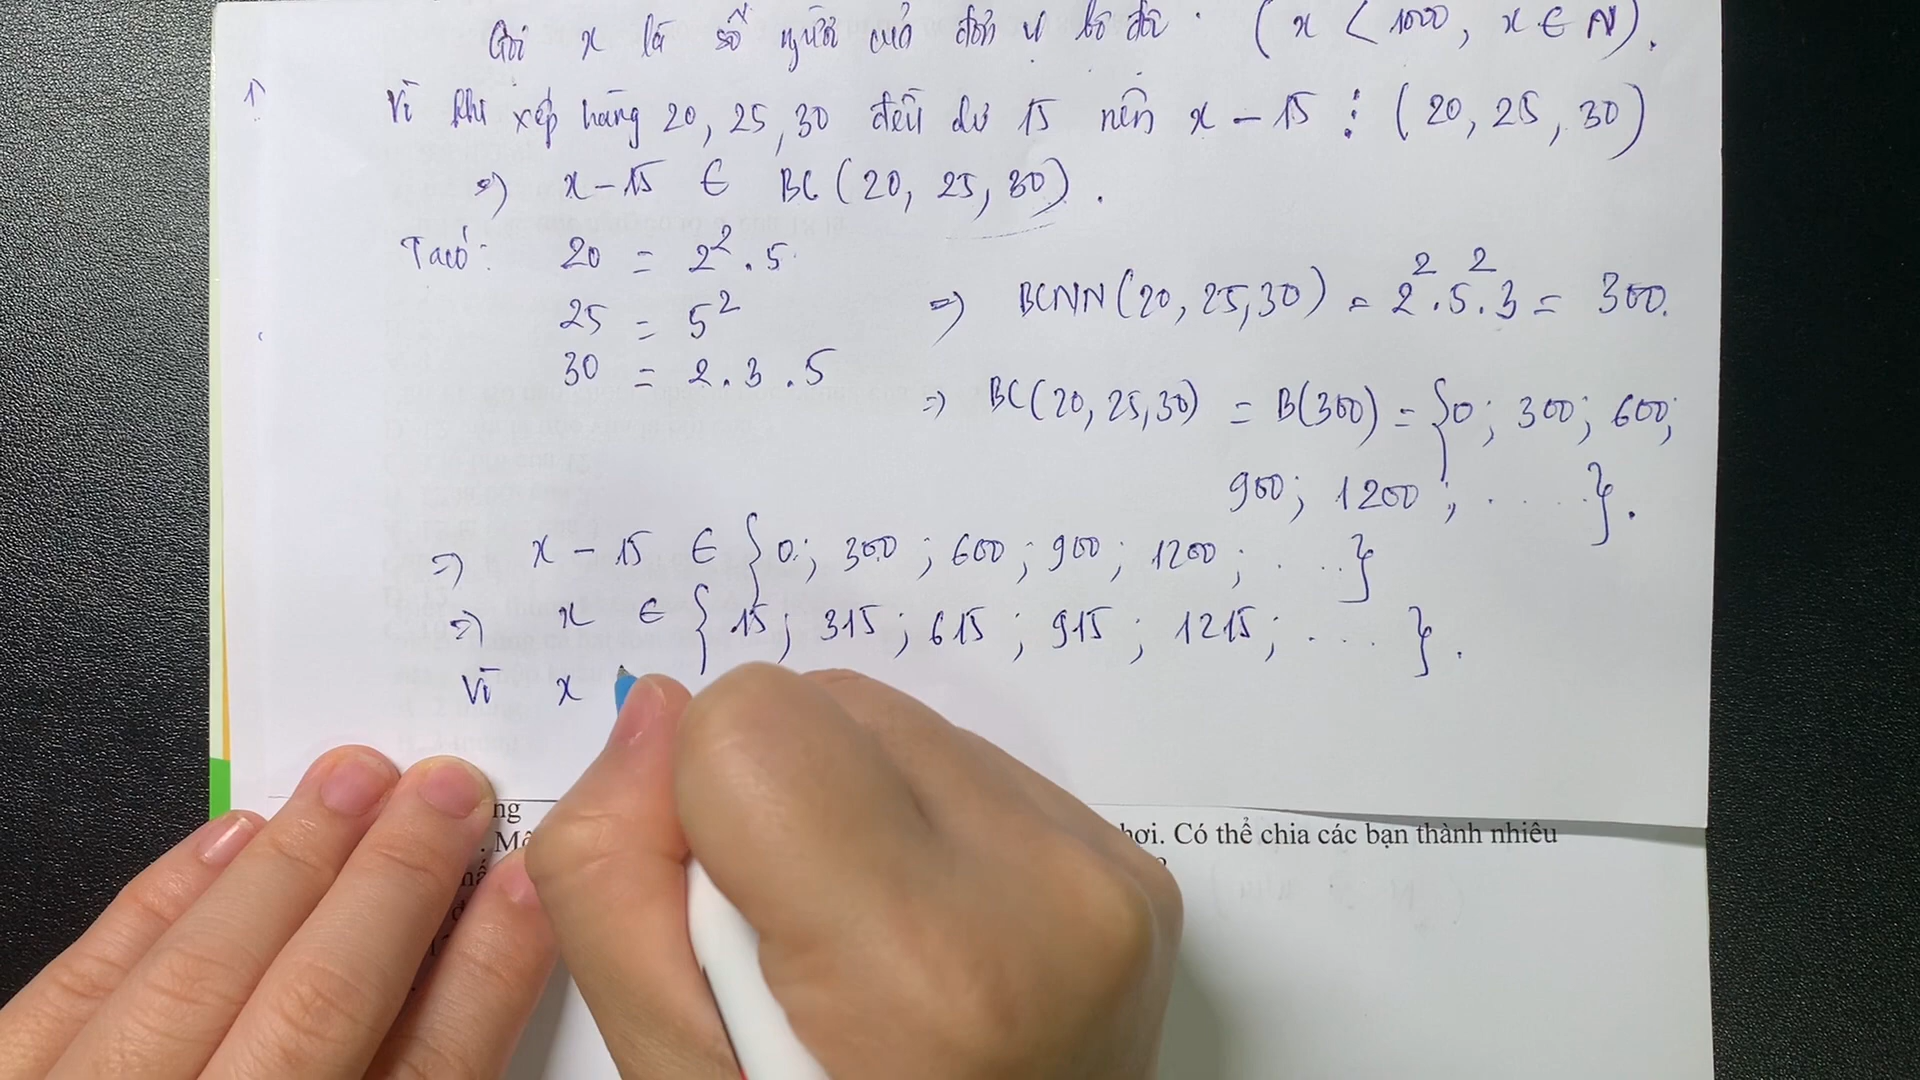 Gọi x là số người của đơn vị bộ đội. (x < 1000, x ∈ N).
1) Vì khi xếp hàng 20, 25, 30 đều dư 15 nên x - 15 ⋮ (20, 25, 30)
=> x - 15 ∈ BC(20, 25, 30).
Ta có: 20 = 2² . 5
25 = 5²
30 = 2 . 3 . 5
=> BCNN(20, 25, 30) = 2² . 5² . 3 = 300.
=> BC(20, 25, 30) = B(300) = {0; 300; 600;
900; 1200; ....}.
=> x - 15 ∈ {0; 300; 600; 900; 1200; ...}
=> x ∈ {15; 315; 615; 915; 1215; ....}.
Vì x
ng
. Mộ
hơi. Có thể chia các bạn thành nhiêu